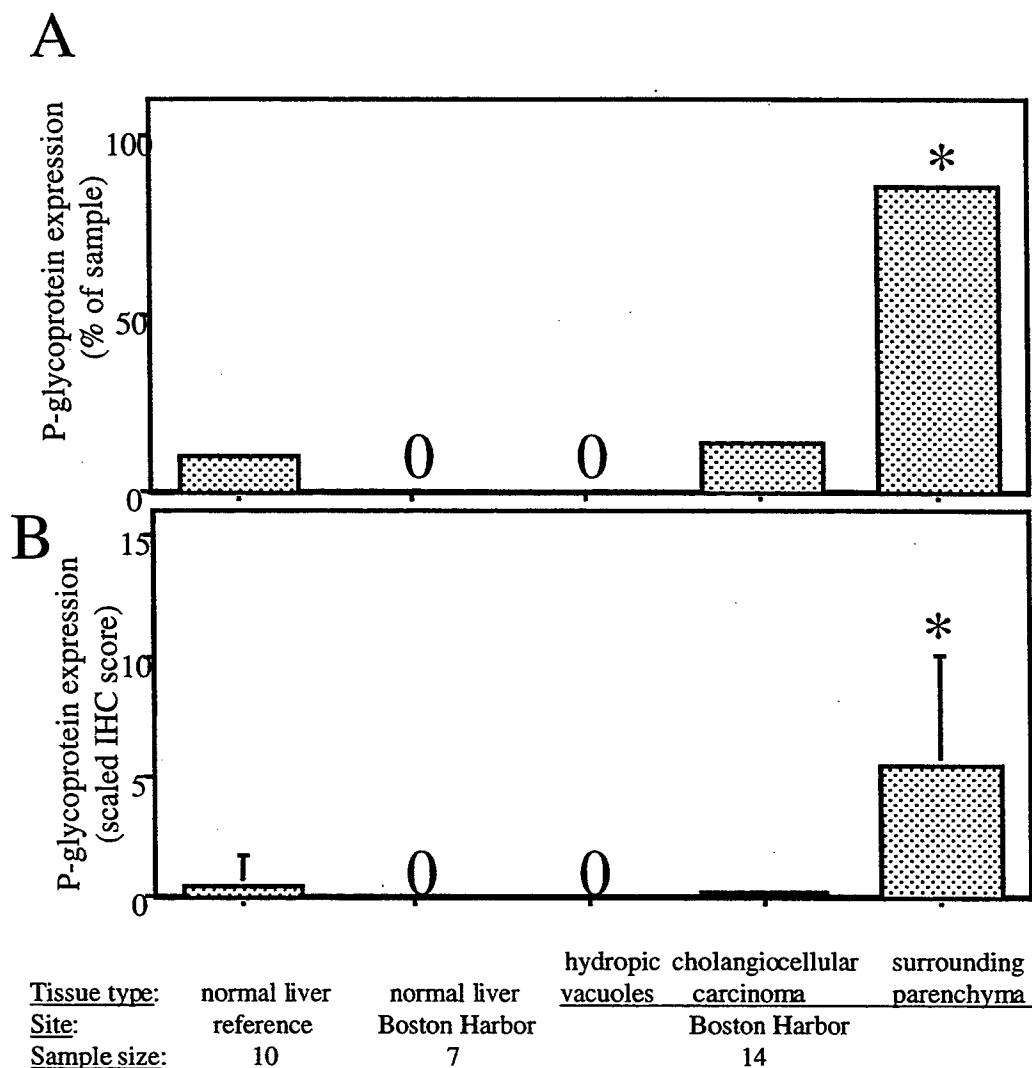 A
P-glycoprotein expression
(% of sample)
100
50
0
*
0
0
B
P-glycoprotein expression
(scaled IHC score)
15
10
5
0
*
0
0
hydropic cholangiocellular surrounding
Tissue type: normal liver normal liver vacuoles carcinoma parenchyma
Site: reference Boston Harbor Boston Harbor
Sample size: 10 7 14